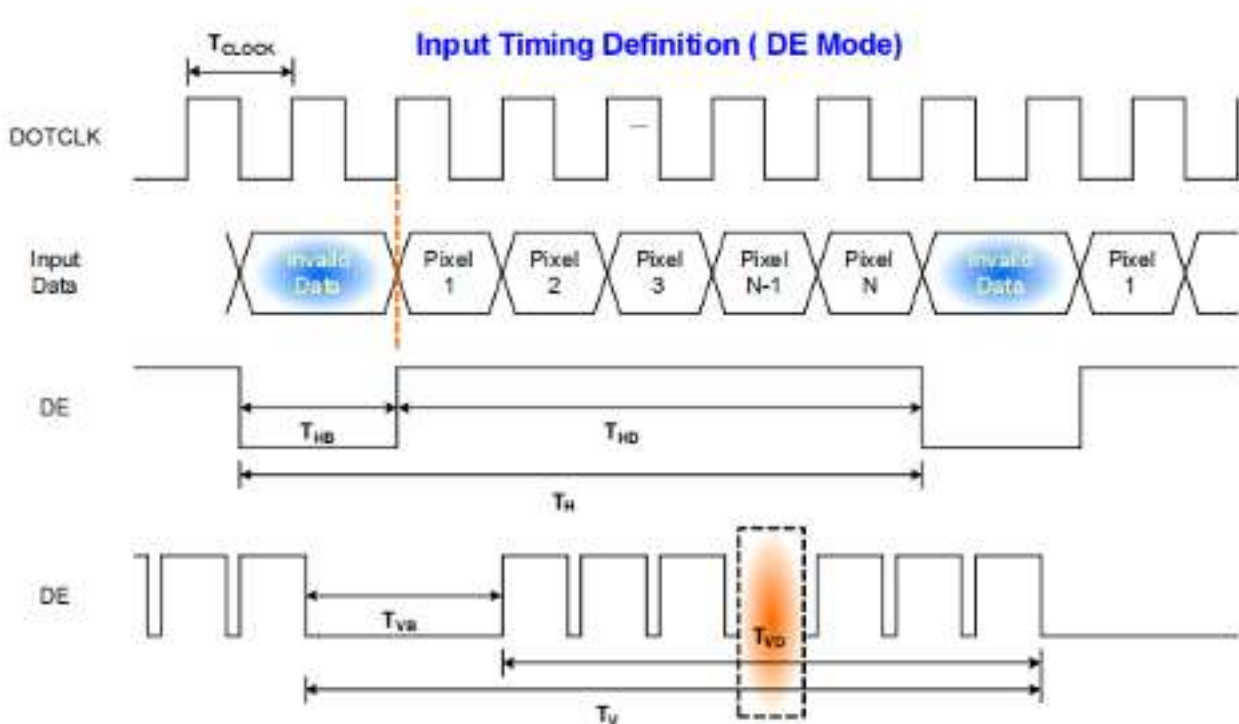 Input Timing Definition ( DE Mode)
TCLOCK
DOTCLK
...
Input
Data
Invalid
Data
Pixel
1
Pixel
2
Pixel
3
Pixel
N-1
Pixel
N
Invalid
Data
Pixel
1
DE
THB
THD
TH
DE
TVB
TVD
TV